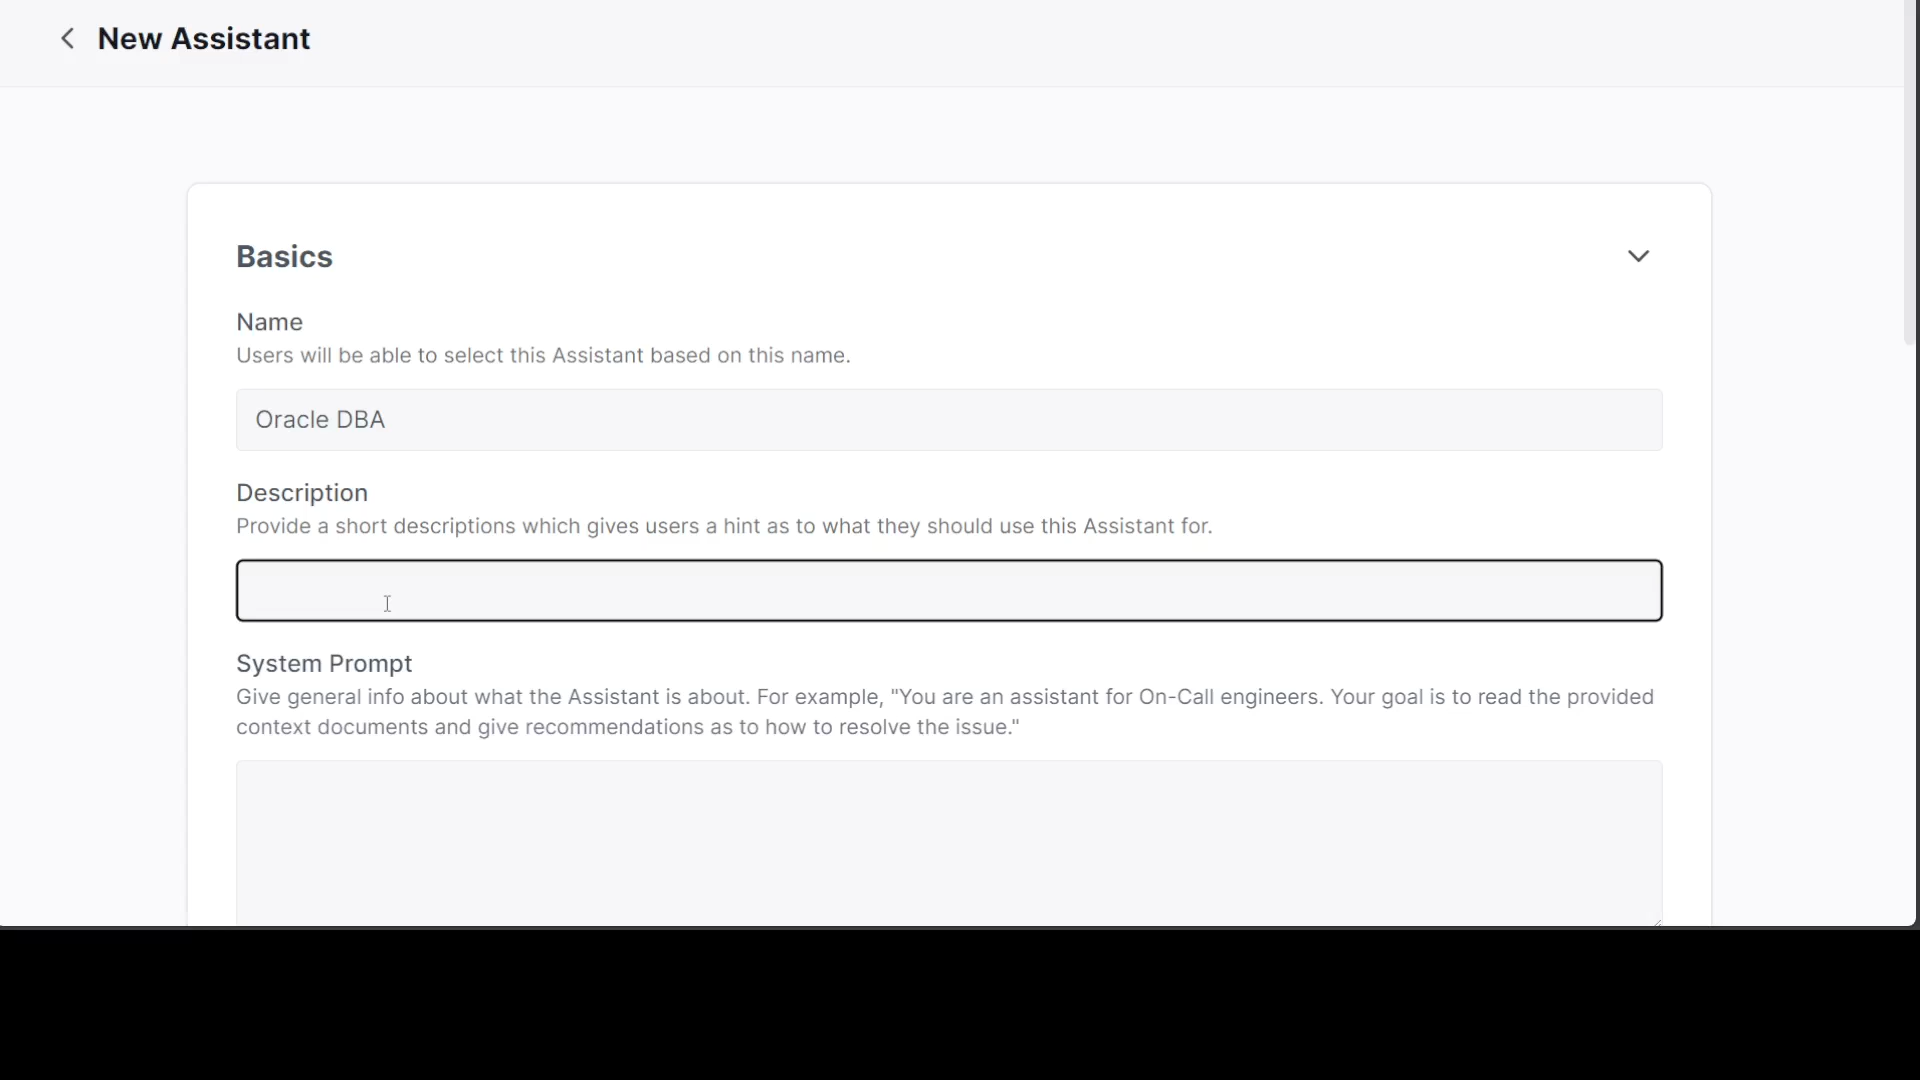 New Assistant
Basics
Name
Users will be able to select this Assistant based on this name.
Oracle DBA
Description
Provide a short descriptions which gives users a hint as to what they should use this Assistant for.
System Prompt
Give general info about what the Assistant is about. For example, "You are an assistant for On-Call engineers. Your goal is to read the provided
context documents and give recommendations as to how to resolve the issue."